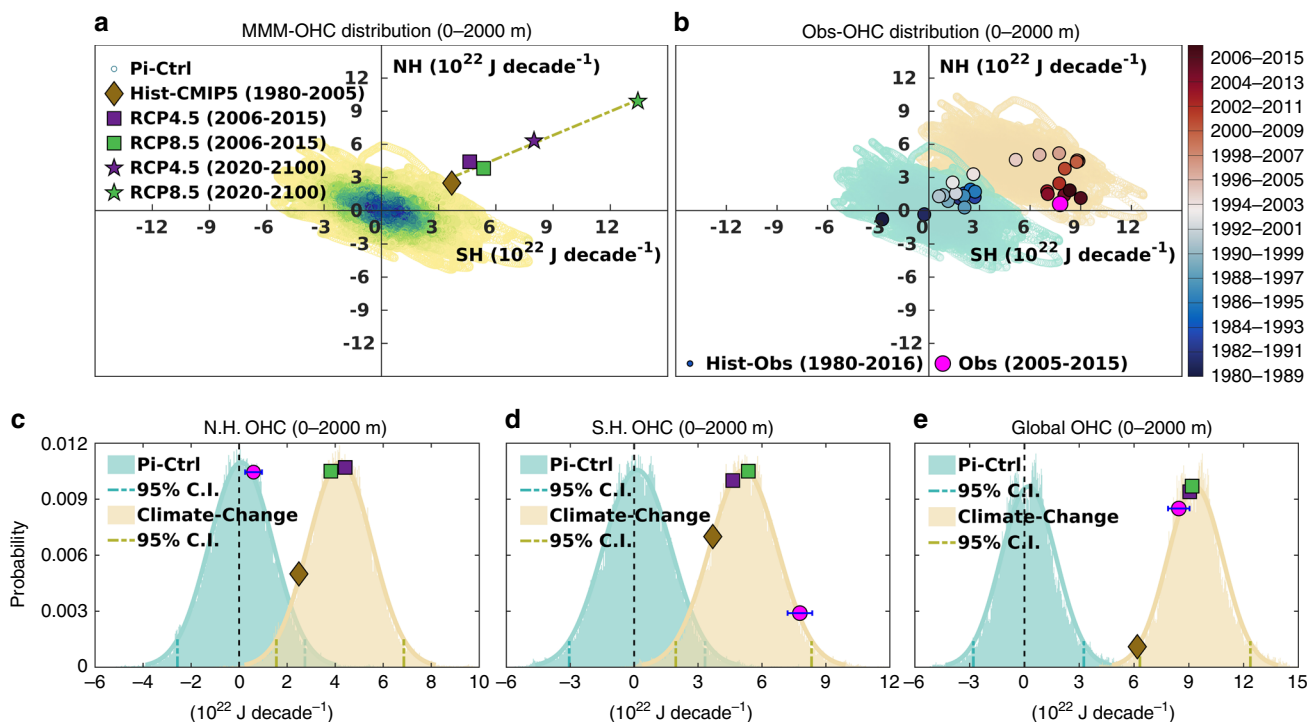 a
MMM-OHC distribution (0–2000 m)
12
9
6
3
0
-3
-6
-9
-12
-12
-9
-6
-3
0
3
6
9
12
NH (10²² J decade⁻¹)
SH (10²² J decade⁻¹)
Pi-Ctrl
Hist-CMIP5 (1980-2005)
RCP4.5 (2006-2015)
RCP8.5 (2006-2015)
RCP4.5 (2020-2100)
RCP8.5 (2020-2100)
b
Obs-OHC distribution (0–2000 m)
12
9
6
3
0
-3
-6
-9
-12
-12
-9
-6
-3
0
3
6
9
12
NH (10²² J decade⁻¹)
SH (10²² J decade⁻¹)
Hist-Obs (1980-2016)
Obs (2005-2015)
2006–2015
2004–2013
2002–2011
2000–2009
1998–2007
1996–2005
1994–2003
1992–2001
1990–1999
1988–1997
1986–1995
1984–1993
1982–1991
1980–1989
c
N.H. OHC (0–2000 m)
Probability
0.012
0.009
0.006
0.003
0
Pi-Ctrl
95% C.I.
Climate-Change
95% C.I.
−6 −4 −2 0 2 4 6 8 10
(10²² J decade⁻¹)
d
S.H. OHC (0–2000 m)
Pi-Ctrl
95% C.I.
Climate-Change
95% C.I.
−6 −3 0 3 6 9 12
(10²² J decade⁻¹)
e
Global OHC (0–2000 m)
Pi-Ctrl
95% C.I.
Climate-Change
95% C.I.
−6 −3 0 3 6 9 12 15
(10²² J decade⁻¹)